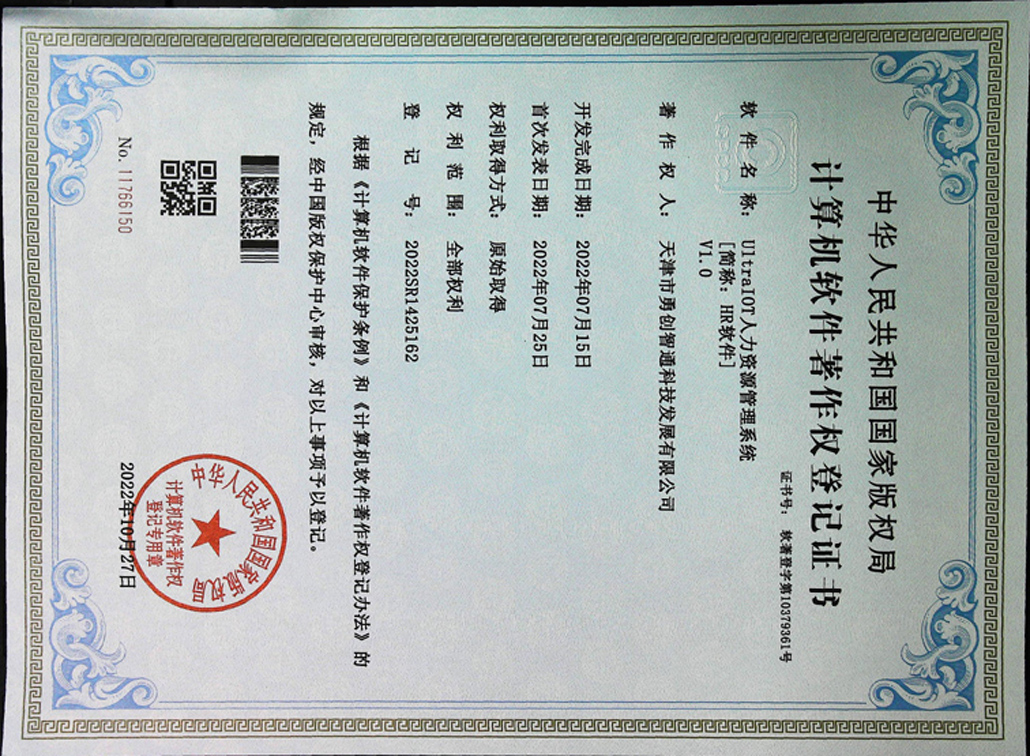 中华人民共和国国家版权局
计算机软件著作权登记证书
证书号: 软著登字第10379361号
软件名称: UltraIOT人力资源管理系统
[简称: HR软件]
V1.0
著作权人: 天津市勇创智通科技发展有限公司
开发完成日期: 2022年07月15日
首次发表日期: 2022年07月25日
权利取得方式: 原始取得
权利范围: 全部权利
登记号: 2022SR1425162
根据《计算机软件保护条例》和《计算机软件著作权登记办法》的
规定，经中国版权保护中心审核，对以上事项予以登记。
No. 11766150
中华人民共和国国家版权局
计算机软件著作权
登记专用章
2022年10月27日